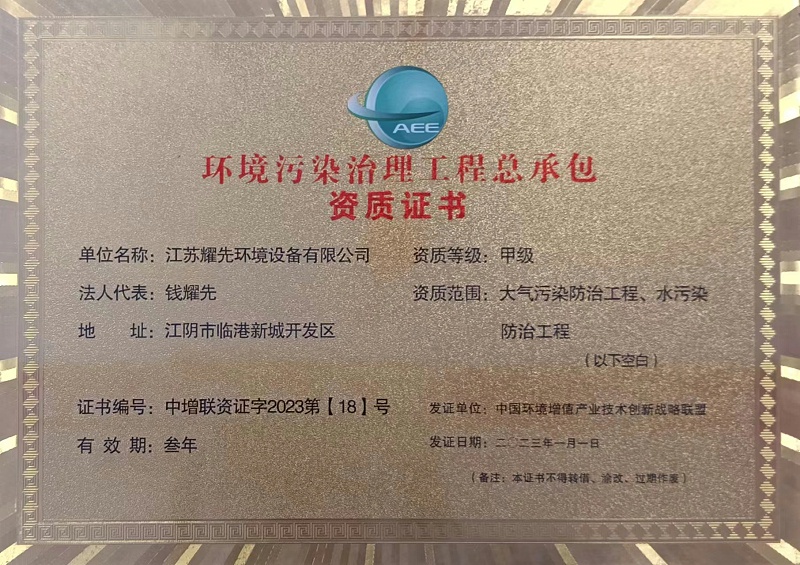 AEE
环境污染治理工程总承包
资质证书
单位名称：江苏耀先环境设备有限公司
资质等级：甲级
法人代表：钱耀先
资质范围：大气污染防治工程、水污染
防治工程
地　　址：江阴市临港新城开发区
（以下空白）
证书编号：中增联资证字2023第【18】号
发证单位：中国环境增值产业技术创新战略联盟
有 效 期：叁年
发证日期：二〇二三年一月一日
（备注：本证书不得转借、涂改、过期作废）